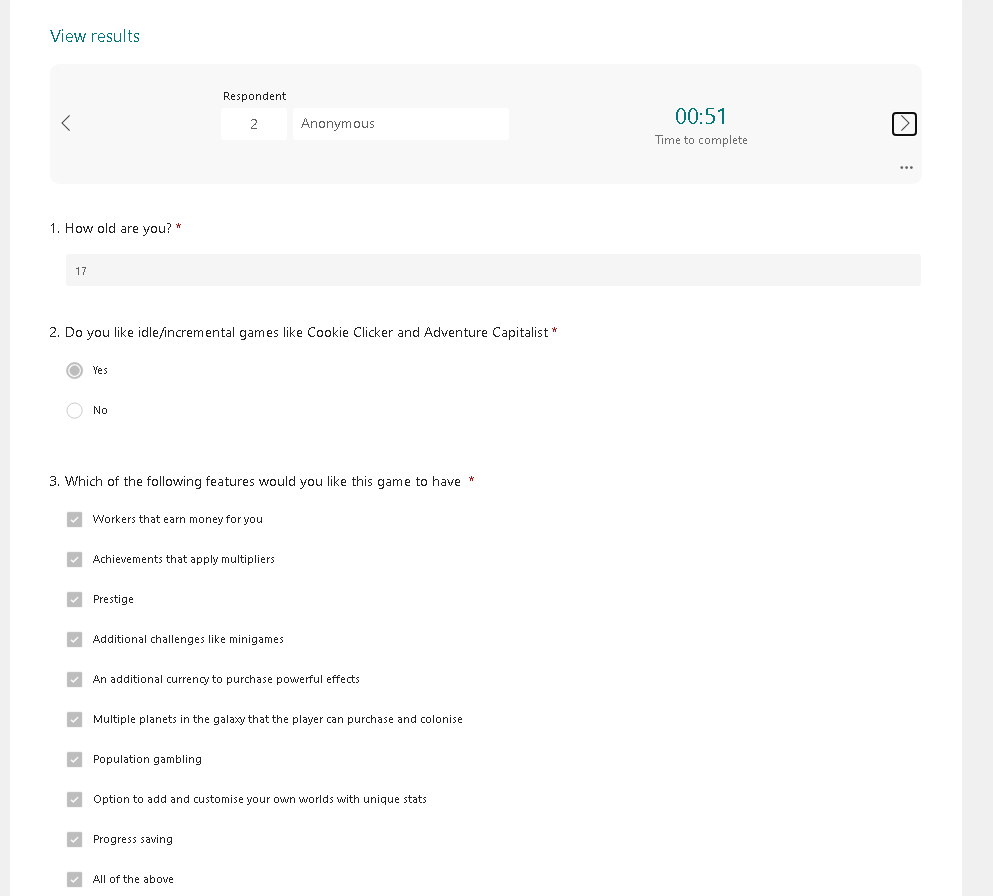 View results
Respondent
2
Anonymous
00:51
Time to complete
1. How old are you? *
17
2. Do you like idle/incremental games like Cookie Clicker and Adventure Capitalist *
Yes
No
3. Which of the following features would you like this game to have *
Workers that earn money for you
Achievements that apply multipliers
Prestige
Additional challenges like minigames
An additional currency to purchase powerful effects
Multiple planets in the galaxy that the player can purchase and colonise
Population gambling
Option to add and customise your own worlds with unique stats
Progress saving
All of the above